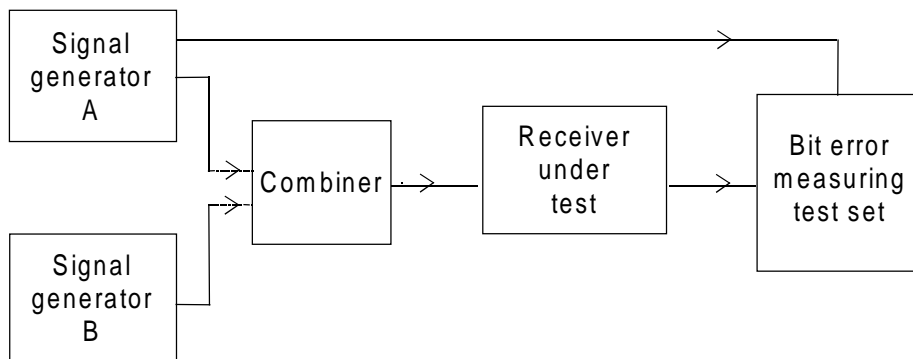 Signal
generator
A
Combiner
Receiver
under
test
Bit error
measuring
test set
Signal
generator
B